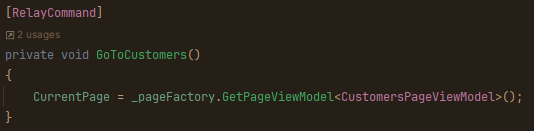 [RelayCommand]
2 usages
private void GoToCustomers()
{
    CurrentPage = _pageFactory.GetPageViewModel<CustomersPageViewModel>();
}